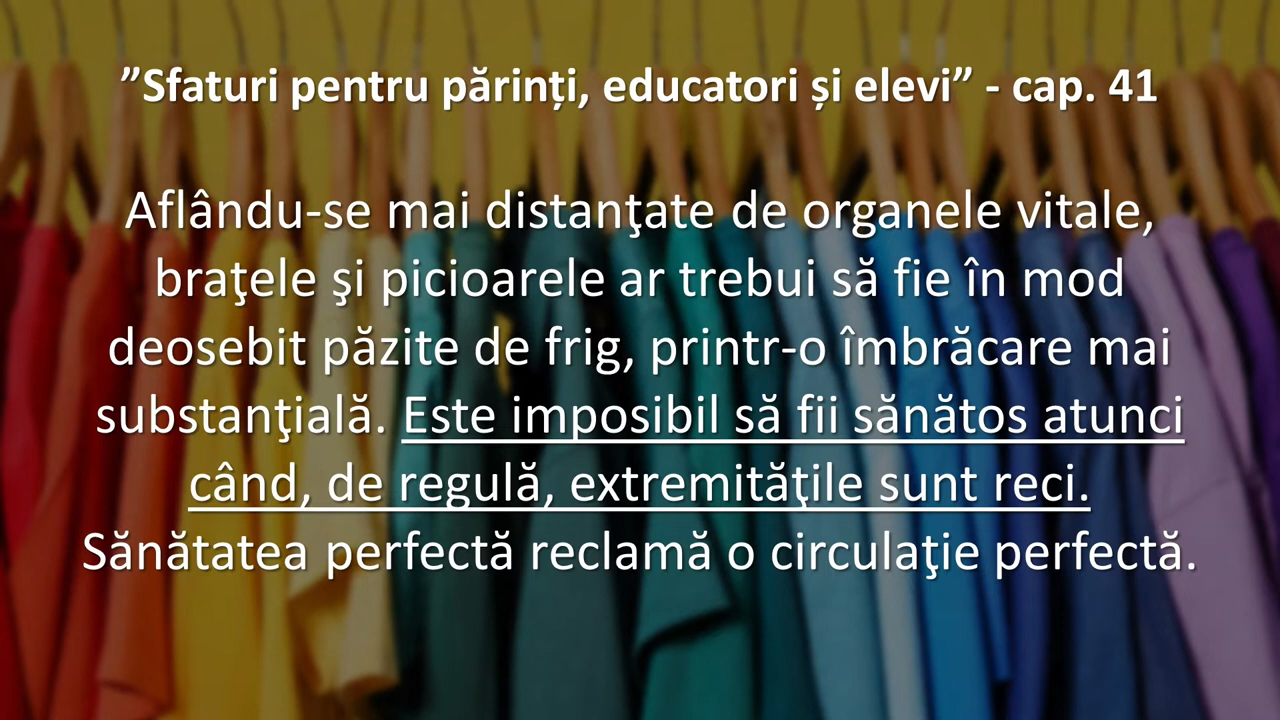 ”Sfaturi pentru părinți, educatori și elevi” - cap. 41
Aflându-se mai distanţate de organele vitale,
braţele şi picioarele ar trebui să fie în mod
deosebit păzite de frig, printr-o îmbrăcare mai
substanţială. Este imposibil să fii sănătos atunci
când, de regulă, extremităţile sunt reci.
Sănătatea perfectă reclamă o circulaţie perfectă.